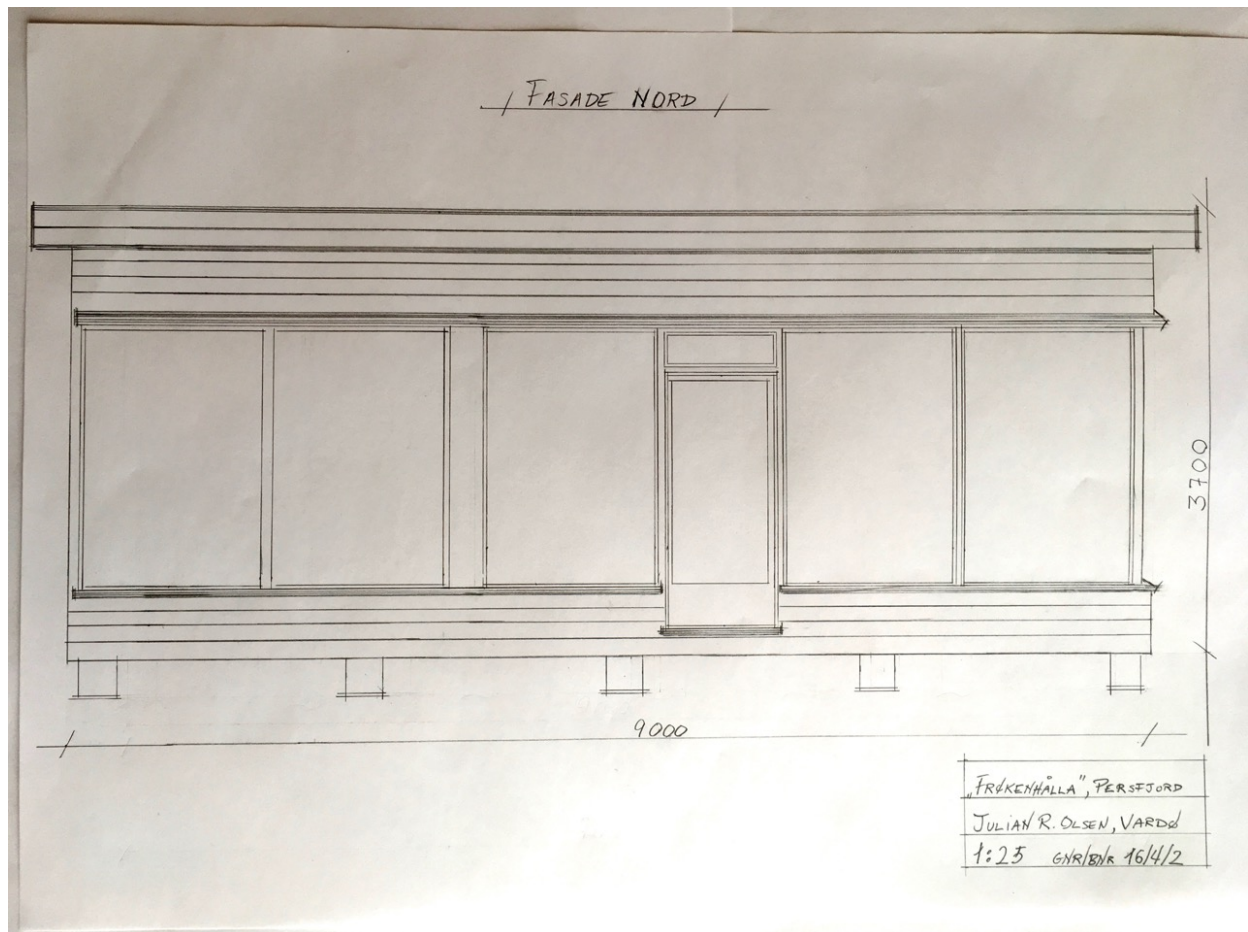 / FASADE NORD /
3700
9000
„FRØKENHÅLLA", PERSFJORD
JULIAN R. OLSEN, VARDØ
1:25 GNR/BNR 16/4/2